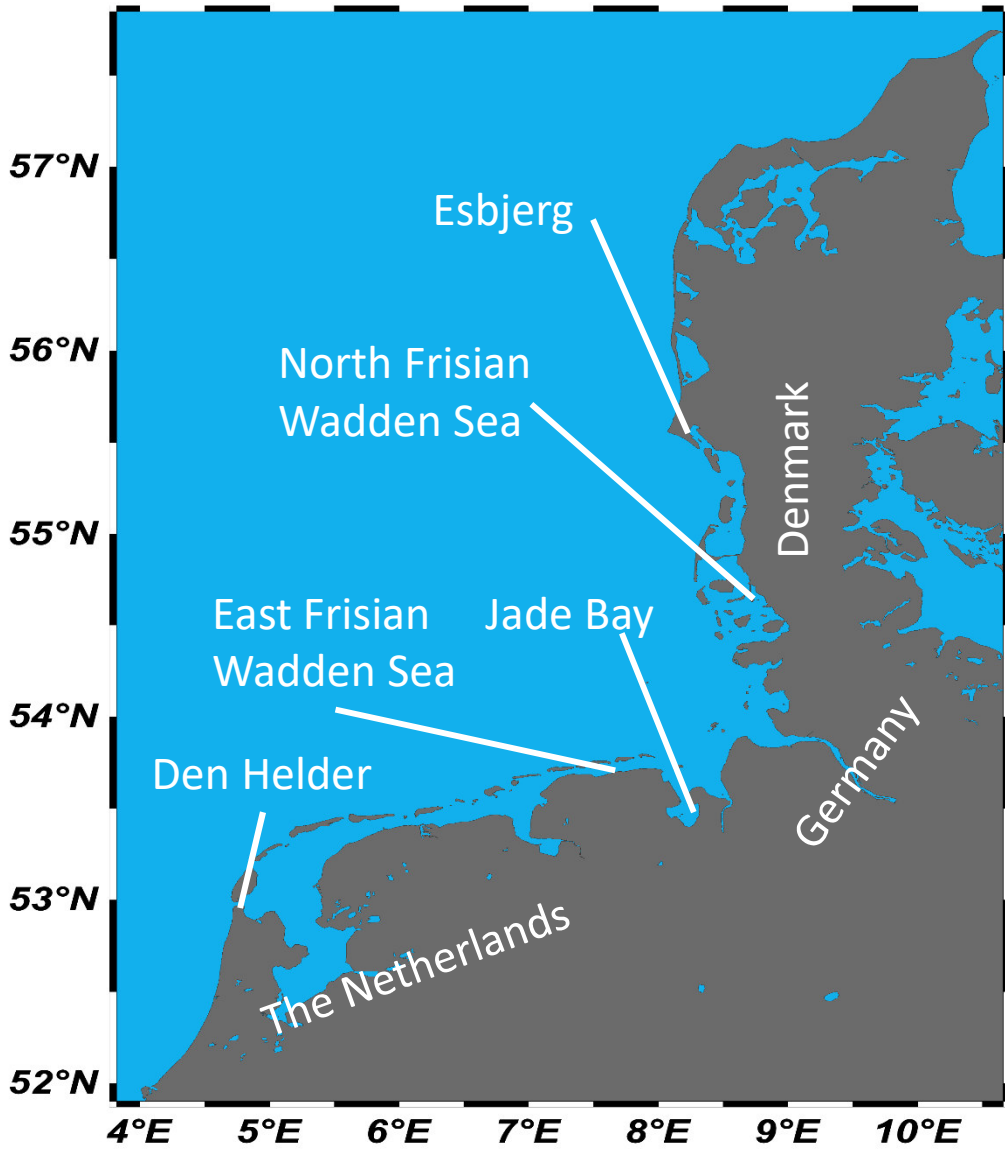 57°N
Esbjerg
56°N
North Frisian
Wadden Sea
Denmark
55°N
East Frisian
Wadden Sea
Jade Bay
54°N
Germany
Den Helder
53°N
The Netherlands
52°N
4°E 5°E 6°E 7°E 8°E 9°E 10°E